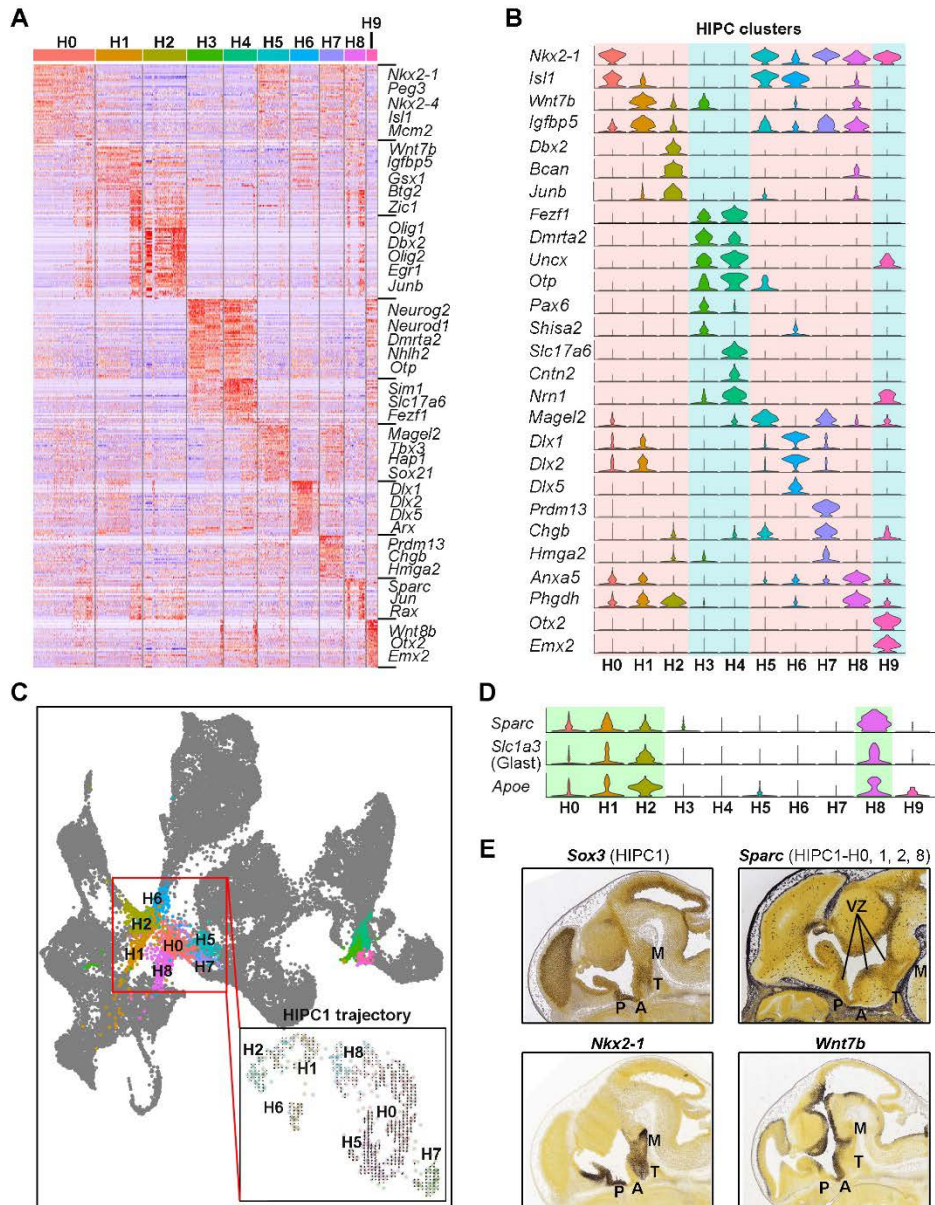 A
H0 H1 H2 H3 H4 H5 H6 H7 H8 H9
Nkx2-1
Peg3
Nkx2-4
Isl1
Mcm2
Wnt7b
Igfbp5
Gsx1
Btg2
Zic1
Olig1
Dbx2
Olig2
Egr1
Junb
Neurog2
Neurod1
Dmrta2
Nhlh2
Otp
Sim1
Slc17a6
Fezf1
Magel2
Tbx3
Hap1
Sox21
Dlx1
Dlx2
Dlx5
Arx
Prdm13
Chgb
Hmga2
Sparc
Jun
Rax
Wnt8b
Otx2
Emx2
B
HIPC clusters
Nkx2-1
Isl1
Wnt7b
Igfbp5
Dbx2
Bcan
Junb
Fezf1
Dmrta2
Uncx
Otp
Pax6
Shisa2
Slc17a6
Cntn2
Nrn1
Magel2
Dlx1
Dlx2
Dlx5
Prdm13
Chgb
Hmga2
Anxa5
Phgdh
Otx2
Emx2
H0 H1 H2 H3 H4 H5 H6 H7 H8 H9
C
H6
H2
H0 H5
H1
H8 H7
HIPC1 trajectory
H2
H1
H8
H6
H0
H5
H7
D
Sparc
Slc1a3
(Glast)
Apoe
H0 H1 H2 H3 H4 H5 H6 H7 H8 H9
E
Sox3 (HIPC1)
M
T
P
A
Sparc (HIPC1-H0, 1, 2, 8)
VZ
M
T
P
A
Nkx2-1
M
T
P
A
Wnt7b
M
T
P
A